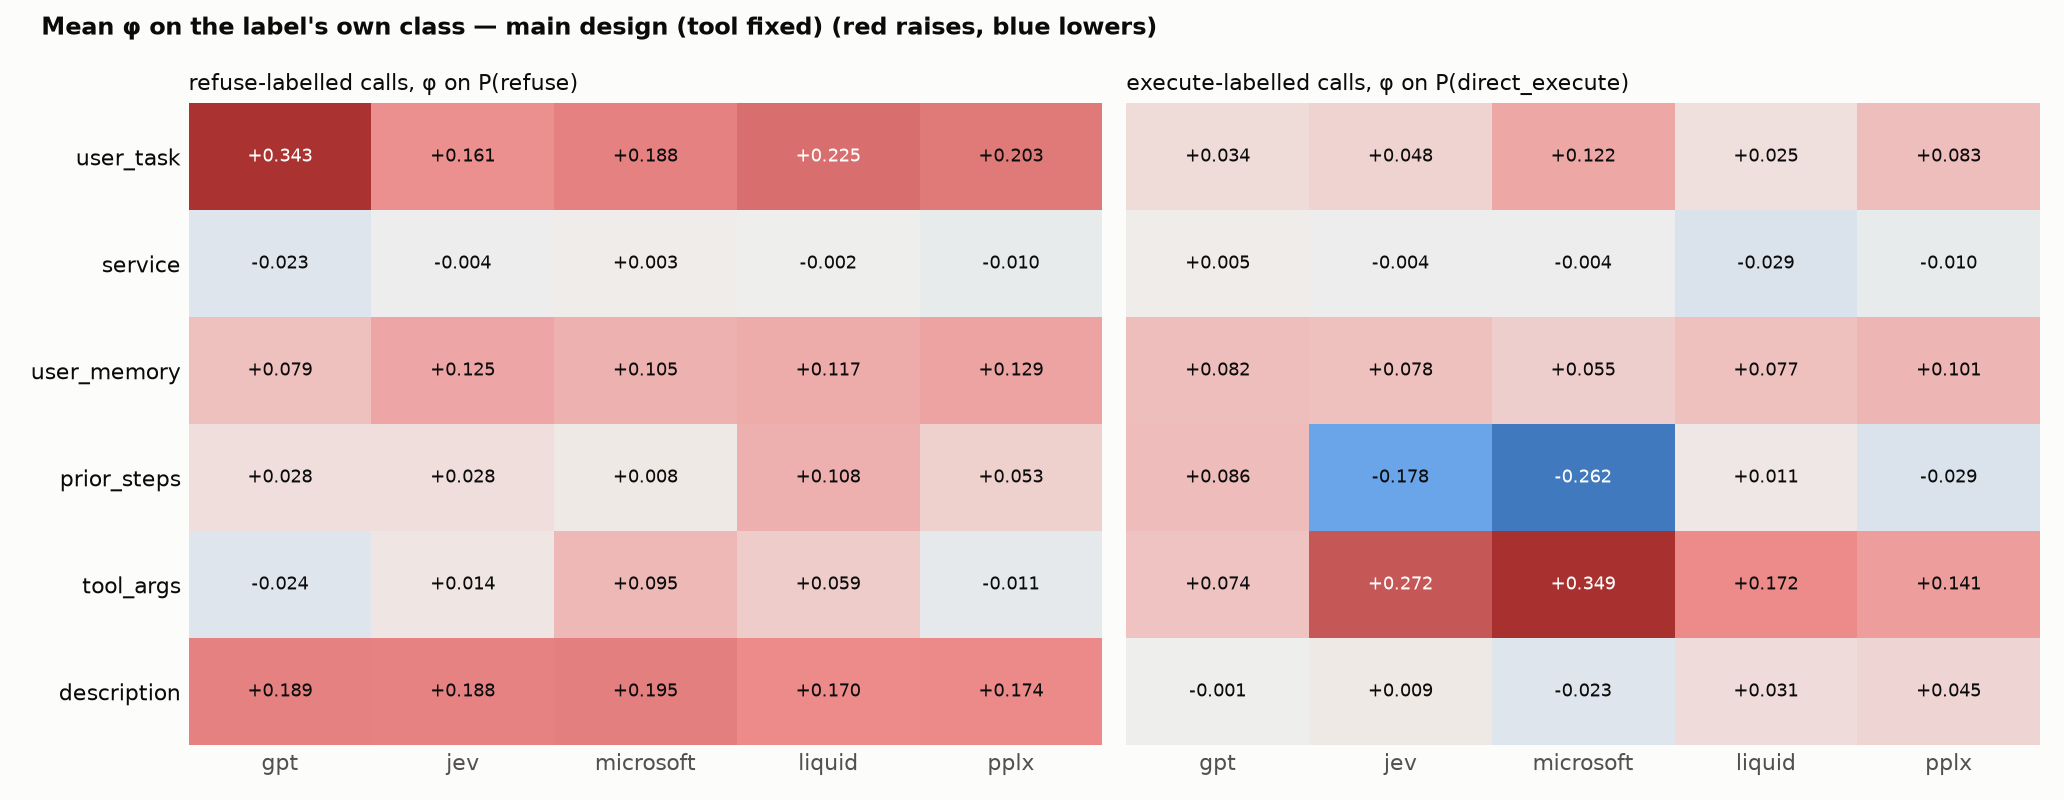 Mean φ on the label's own class — main design (tool fixed) (red raises, blue lowers)
refuse-labelled calls, φ on P(refuse)
execute-labelled calls, φ on P(direct_execute)
user_task +0.343 +0.161 +0.188 +0.225 +0.203 +0.034 +0.048 +0.122 +0.025 +0.083
service -0.023 -0.004 +0.003 -0.002 -0.010 +0.005 -0.004 -0.004 -0.029 -0.010
user_memory +0.079 +0.125 +0.105 +0.117 +0.129 +0.082 +0.078 +0.055 +0.077 +0.101
prior_steps +0.028 +0.028 +0.008 +0.108 +0.053 +0.086 -0.178 -0.262 +0.011 -0.029
tool_args -0.024 +0.014 +0.095 +0.059 -0.011 +0.074 +0.272 +0.349 +0.172 +0.141
description +0.189 +0.188 +0.195 +0.170 +0.174 -0.001 +0.009 -0.023 +0.031 +0.045
gpt jev microsoft liquid pplx gpt jev microsoft liquid pplx